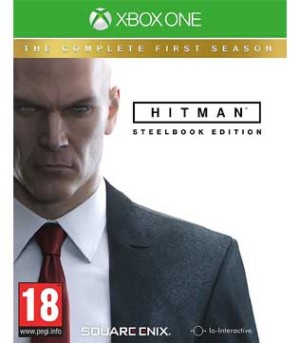 XBOX ONE
THE COMPLETE FIRST SEASON
HITMAN
STEELBOOK EDITION
18
www.pegi.info
SQUARE ENIX.
Io-Interactive